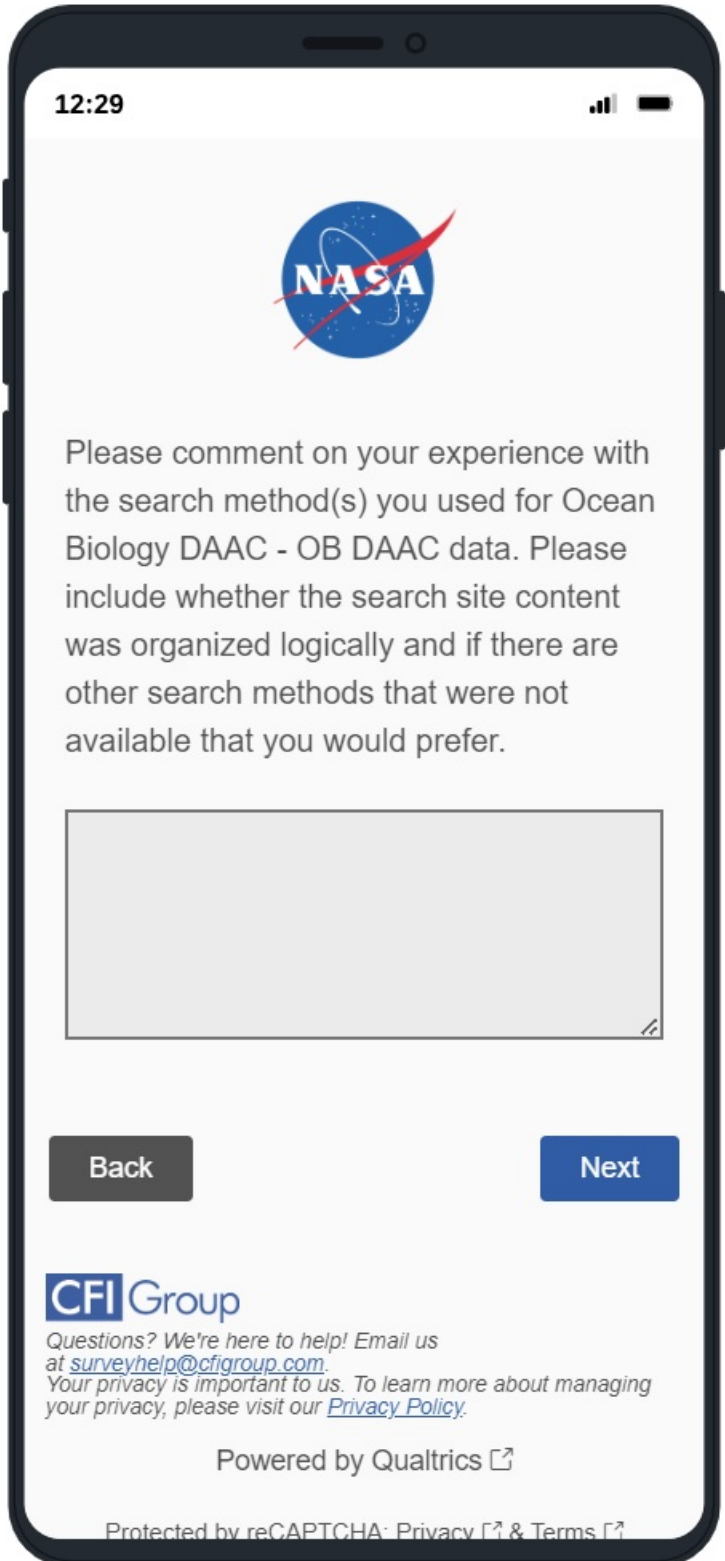 12:29
NASA
Please comment on your experience with
the search method(s) you used for Ocean
Biology DAAC - OB DAAC data. Please
include whether the search site content
was organized logically and if there are
other search methods that were not
available that you would prefer.
Back
Next
CFI Group
Questions? We're here to help! Email us
at surveyhelp@cfigroup.com.
Your privacy is important to us. To learn more about managing
your privacy, please visit our Privacy Policy.
Powered by Qualtrics
Protected by reCAPTCHA: Privacy & Terms